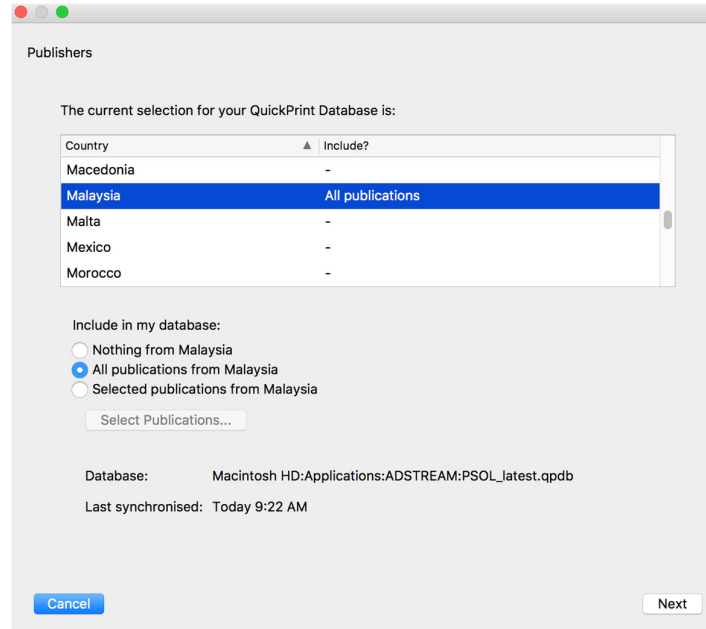 Publishers
The current selection for your QuickPrint Database is:
Country ▲ Include?
Macedonia -
Malaysia All publications
Malta -
Mexico -
Morocco -
Include in my database:
Nothing from Malaysia
All publications from Malaysia
Selected publications from Malaysia
Select Publications...
Database: Macintosh HD:Applications:ADSTREAM:PSOL_latest.qpdb
Last synchronised: Today 9:22 AM
Cancel Next